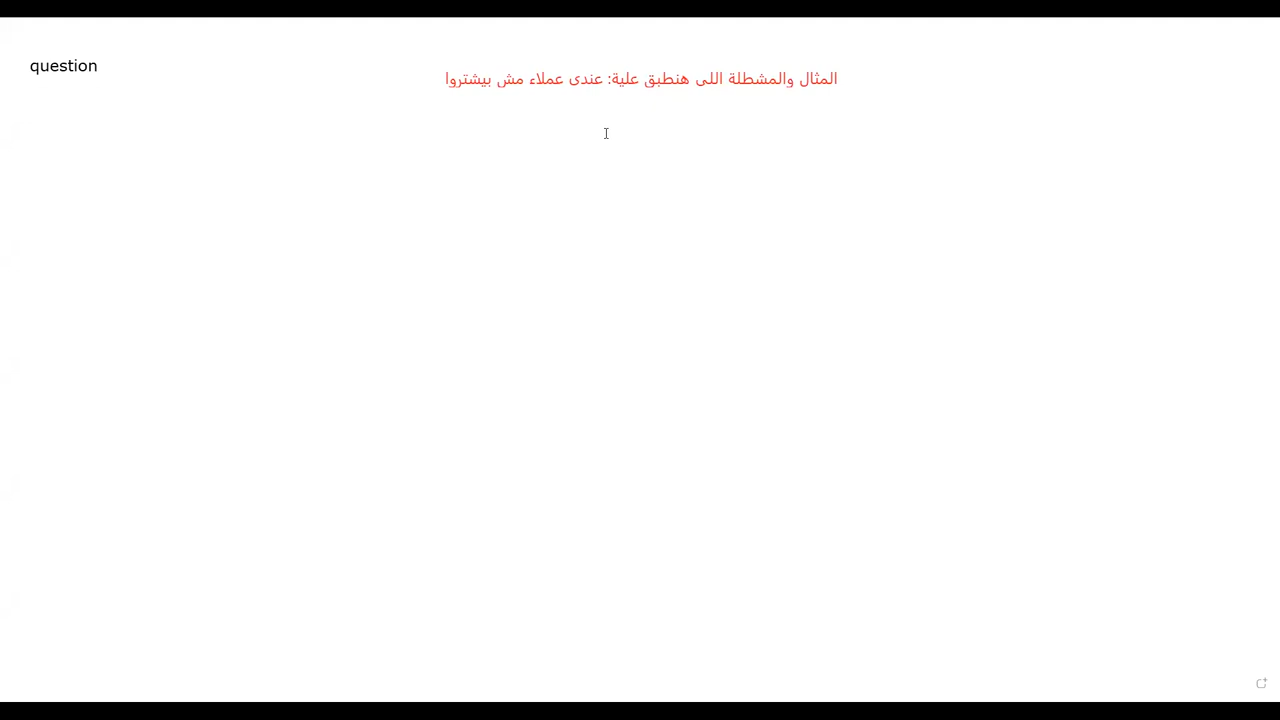 question
المثال والمشطلة اللى هنطبق علية: عندى عملاء مش بيشتروا